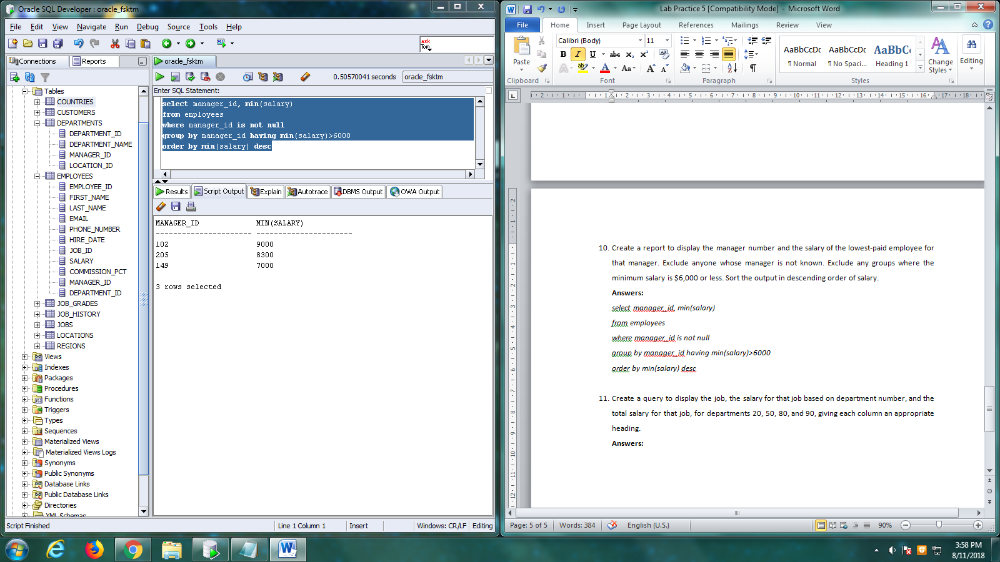 Oracle SQL Developer : oracle_fsktm
File Edit View Navigate Run Debug Source Tools Help
ask
Tom
Connections
Reports
oracle_fsktm
0.50570041 seconds
oracle_fsktm
Enter SQL Statement:
select manager_id, min(salary)
from employees
where manager_id is not null
group by manager_id having min(salary)>6000
order by min(salary) desc
Tables
COUNTRIES
CUSTOMERS
DEPARTMENTS
DEPARTMENT_ID
DEPARTMENT_NAME
MANAGER_ID
LOCATION_ID
EMPLOYEES
EMPLOYEE_ID
FIRST_NAME
LAST_NAME
EMAIL
PHONE_NUMBER
HIRE_DATE
JOB_ID
SALARY
COMMISSION_PCT
MANAGER_ID
DEPARTMENT_ID
JOB_GRADES
JOB_HISTORY
JOBS
LOCATIONS
REGIONS
Views
Indexes
Packages
Procedures
Functions
Triggers
Types
Sequences
Materialized Views
Materialized Views Logs
Synonyms
Public Synonyms
Database Links
Public Database Links
Directories
XML Schemas
Results Script Output Explain Autotrace DBMS Output OWA Output
MANAGER_ID MIN(SALARY)
---------------------- ----------------------
102 9000
205 8300
149 7000
3 rows selected
Script Finished
Line 1 Column 1
Insert
Windows: CR/LF
Editing
Lab Practice 5 [Compatibility Mode] - Microsoft Word
File Home Insert Page Layout References Mailings Review View
Paste
Clipboard
Calibri (Body) 11
Font
Paragraph
AaBbCcDc AaBbCcDc AaBbC
¶ Normal ¶ No Spaci... Heading 1
Change
Styles
Styles
Editing
10. Create a report to display the manager number and the salary of the lowest-paid employee for
that manager. Exclude anyone whose manager is not known. Exclude any groups where the
minimum salary is $6,000 or less. Sort the output in descending order of salary.
Answers:
select manager_id, min(salary)
from employees
where manager_id is not null
group by manager_id having min(salary)>6000
order by min(salary) desc
11. Create a query to display the job, the salary for that job based on department number, and the
total salary for that job, for departments 20, 50, 80, and 90, giving each column an appropriate
heading.
Answers:
Page: 5 of 5
Words: 384
English (U.S.)
90%
3:58 PM
8/11/2018